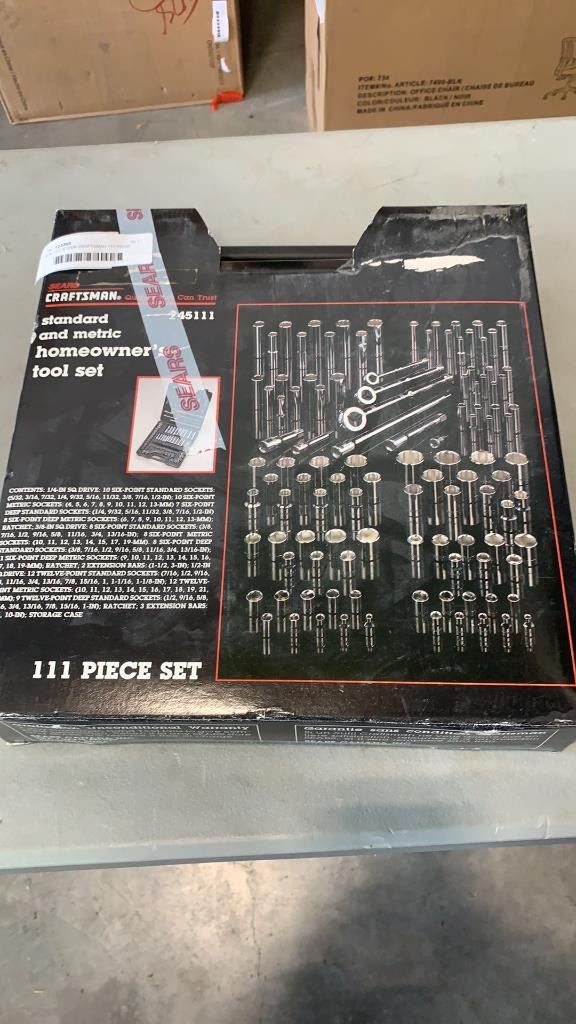 POF: 734
ITEM#No. ARTICLE: 7400-BLK
DESCRIPTION: OFFICE CHAIR / CHAISE DE BUREAU
COLOR/COULEUR: BLACK / NOIR
MADE IN CHINA/FABRIQUÉ EN CHINE
SEARS
CRAFTSMAN® Can Trust
standard 245111
and metric
homeowner's
tool set
SEARS
SEARS
CONTENTS: 1/4-IN SQ DRIVE: 10 SIX-POINT STANDARD SOCKETS
(5/32, 3/16, 7/32, 1/4, 9/32, 5/16, 11/32, 3/8, 7/16, 1/2-IN); 10 SIX-POINT
METRIC SOCKETS: (4, 5, 6, 7, 8, 9, 10, 11, 12, 13-MM) 7 SIX-POINT
DEEP STANDARD SOCKETS: (1/4, 9/32, 5/16, 11/32, 3/8, 7/16, 1/2-IN)
8 SIX-POINT DEEP METRIC SOCKETS: (6, 7, 8, 9, 10, 11, 12, 13-MM);
RATCHET; 3/8-IN SQ DRIVE: 8 SIX-POINT STANDARD SOCKETS: (3/8,
7/16, 1/2, 9/16, 5/8, 11/16, 3/4, 13/16-IN); 8 SIX-POINT METRIC
SOCKETS: (10, 11, 12, 13, 14, 15, 17, 19-MM). 8 SIX-POINT DEEP
STANDARD SOCKETS: (3/8, 7/16, 1/2, 9/16, 5/8, 11/16, 3/4, 13/16-IN);
SIX-POINT DEEP METRIC SOCKETS: (9, 10, 11, 12, 13, 14, 15, 16,
18, 19-MM); RATCHET; 2 EXTENSION BARS: (1-1/2, 3-IN); 1/2-IN
DRIVE: 12 TWELVE-POINT STANDARD SOCKETS: (7/16, 1/2, 9/16,
11/16, 3/4, 13/16, 7/8, 15/16, 1, 1-1/16, 1-1/8-IN); 12 TWELVE-
METRIC SOCKETS: (10, 11, 12, 13, 14, 15, 16, 17, 18, 19, 21,
9 TWELVE-POINT DEEP STANDARD SOCKETS: (1/2, 9/16, 5/8,
3/4, 13/16, 7/8, 15/16, 1-IN); RATCHET; 3 EXTENSION BARS:
10-IN); STORAGE CASE
111 PIECE SET
Warranty
Garantie sans